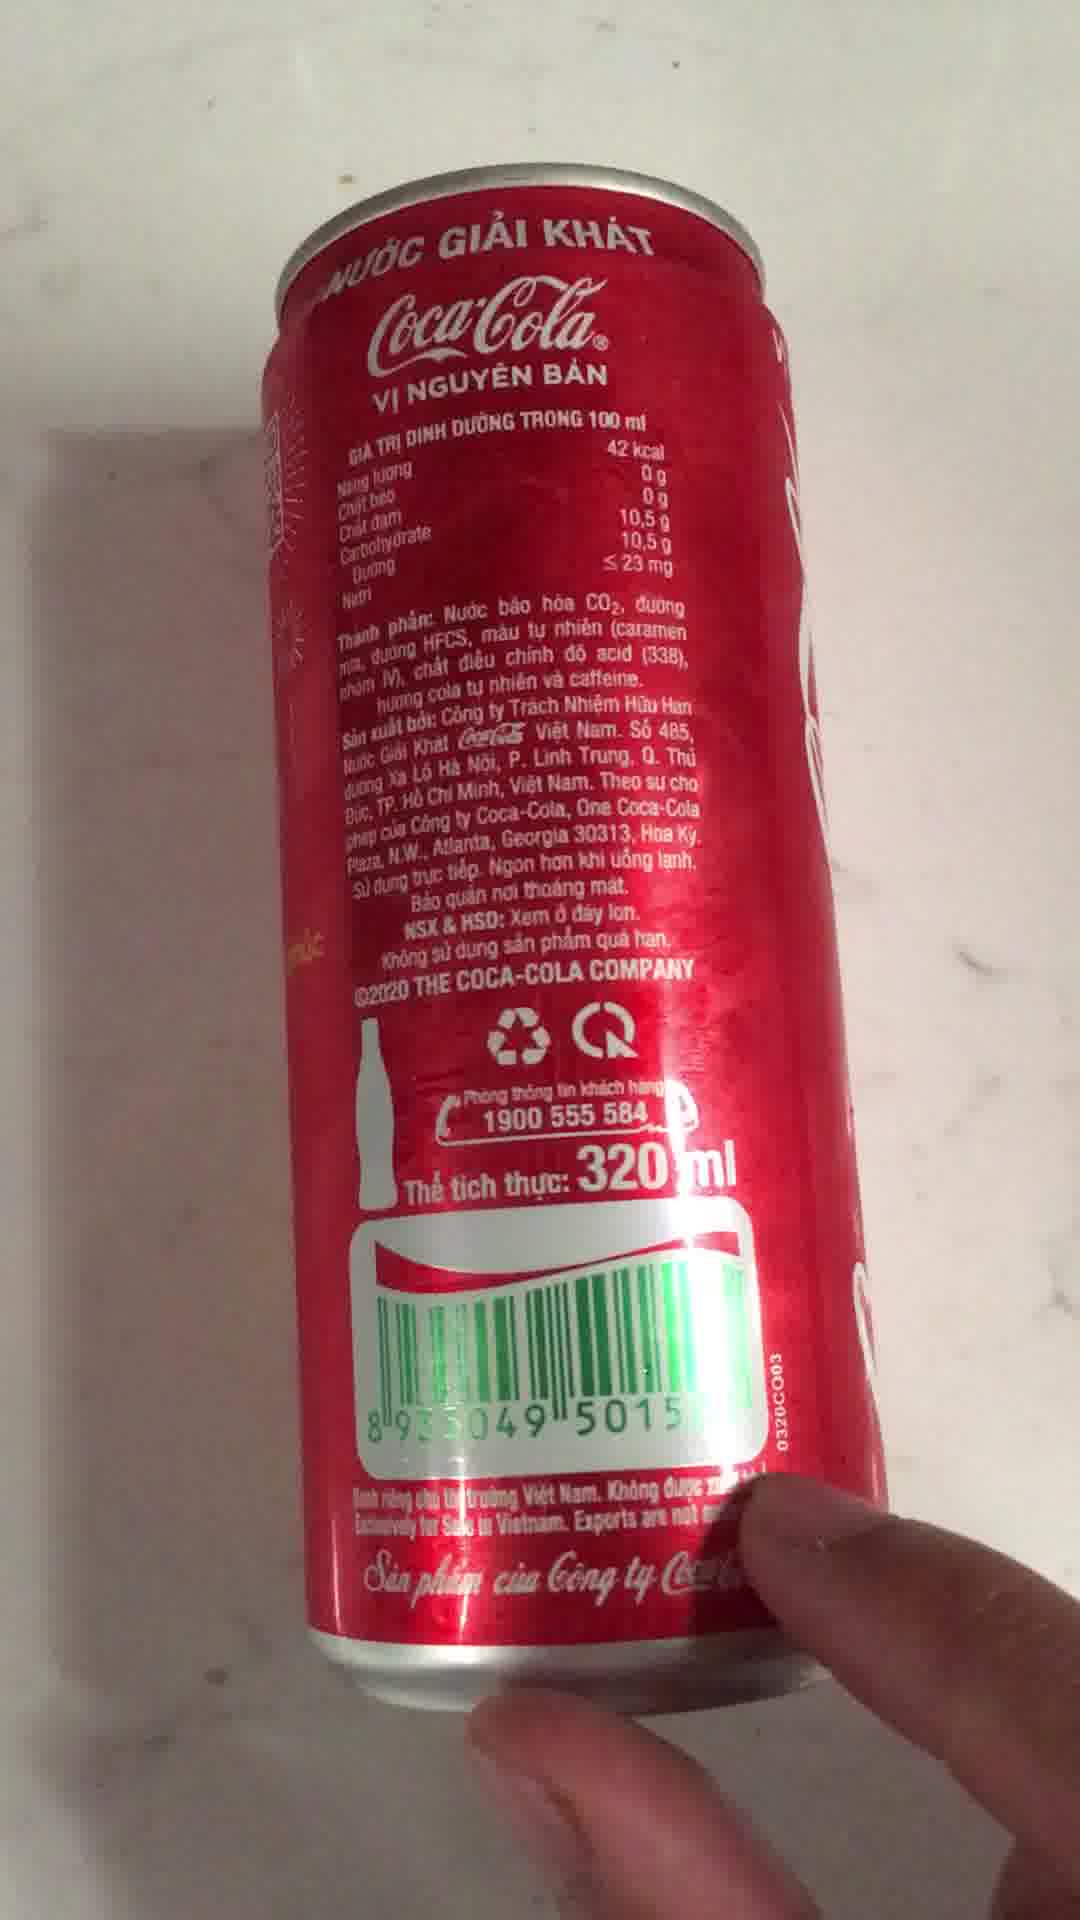 NƯỚC GIẢI KHÁT
Coca-Cola®
VỊ NGUYÊN BẢN
GIÁ TRỊ DINH DƯỠNG TRONG 100 ml
Năng lượng 42 kcal
Chất béo 0 g
Chất đạm 0 g
Carbohydrate 10,5 g
Đường 10,5 g
Natri ≤ 23 mg
Thành phần: Nước bão hòa CO₂, đường
mía, đường HFCS, màu tự nhiên (caramen
nhóm IV), chất điều chỉnh độ acid (338),
hương cola tự nhiên và caffeine.
Sản xuất bởi: Công ty Trách Nhiệm Hữu Hạn
Nước Giải Khát Coca-Cola Việt Nam. Số 485,
đường Xa Lộ Hà Nội, P. Linh Trung, Q. Thủ
Đức, TP. Hồ Chí Minh, Việt Nam. Theo sự cho
phép của Công ty Coca-Cola, One Coca-Cola
Plaza, N.W., Atlanta, Georgia 30313, Hoa Kỳ.
Sử dụng trực tiếp. Ngon hơn khi uống lạnh.
Bảo quản nơi thoáng mát.
NSX & HSD: Xem ở đáy lon.
Không sử dụng sản phẩm quá hạn.
©2020 THE COCA-COLA COMPANY
Phòng thông tin khách hàng
1900 555 584
Thể tích thực: 320 ml
8 935049 5015
0320CO03
Dành riêng cho thị trường Việt Nam. Không được
Exclusively for Sale in Vietnam. Exports are not
Sản phẩm của Công ty